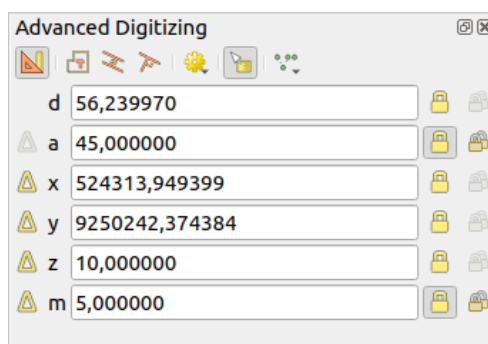 Advanced Digitizing
d 56,239970
a 45,000000
x 524313,949399
y 9250242,374384
z 10,000000
m 5,000000